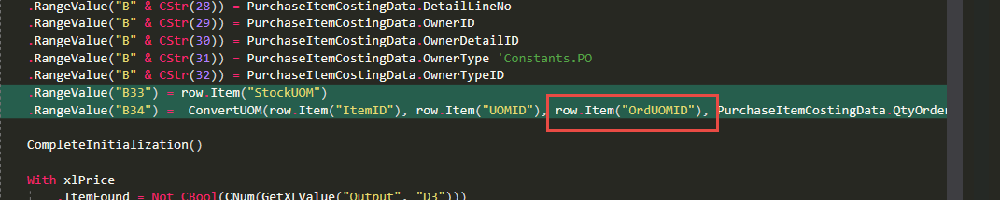 .RangeValue("B" & CStr(28)) = PurchaseItemCostingData.DetailLineNo
.RangeValue("B" & CStr(29)) = PurchaseItemCostingData.OwnerID
.RangeValue("B" & CStr(30)) = PurchaseItemCostingData.OwnerDetailID
.RangeValue("B" & CStr(31)) = PurchaseItemCostingData.OwnerType 'Constants.PO
.RangeValue("B" & CStr(32)) = PurchaseItemCostingData.OwnerTypeID
.RangeValue("B33") = row.Item("StockUOM")
.RangeValue("B34") =  ConvertUOM(row.Item("ItemID"), row.Item("UOMID"), row.Item("OrdUOMID"), PurchaseItemCostingData.QtyOrder
CompleteInitialization()
With xlPrice
.ItemFound = Not CBool(CNum(GetXLValue("Output", "D3")))